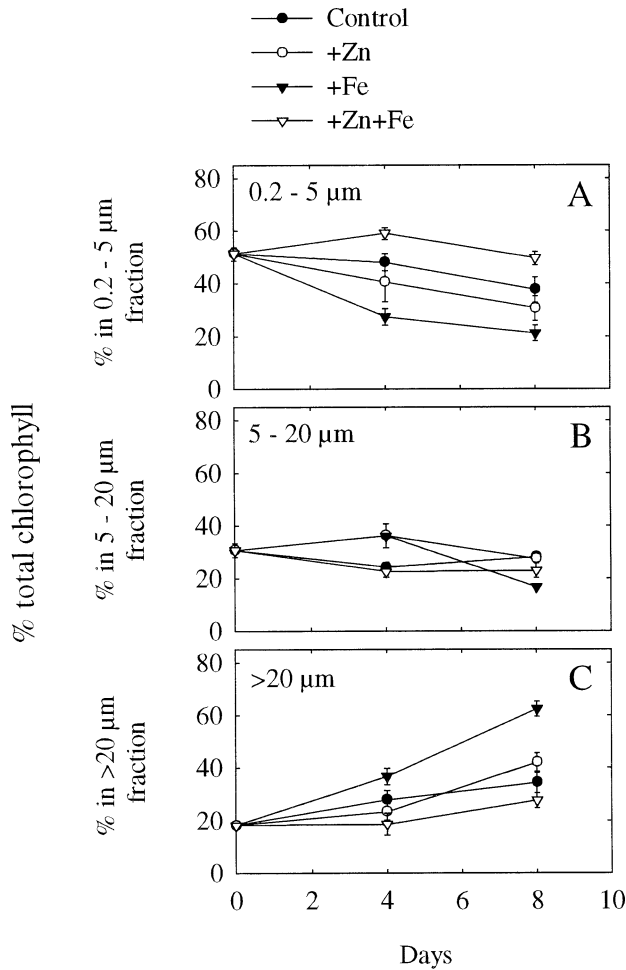 Control
+Zn
+Fe
+Zn+Fe
% total chlorophyll
% in 0.2 - 5 µm
fraction
80
60
40
20
0
0.2 - 5 µm
A
% in 5 - 20 µm
fraction
80
60
40
20
0
5 - 20 µm
B
% in >20 µm
fraction
80
60
40
20
0
>20 µm
C
0 2 4 6 8 10
Days